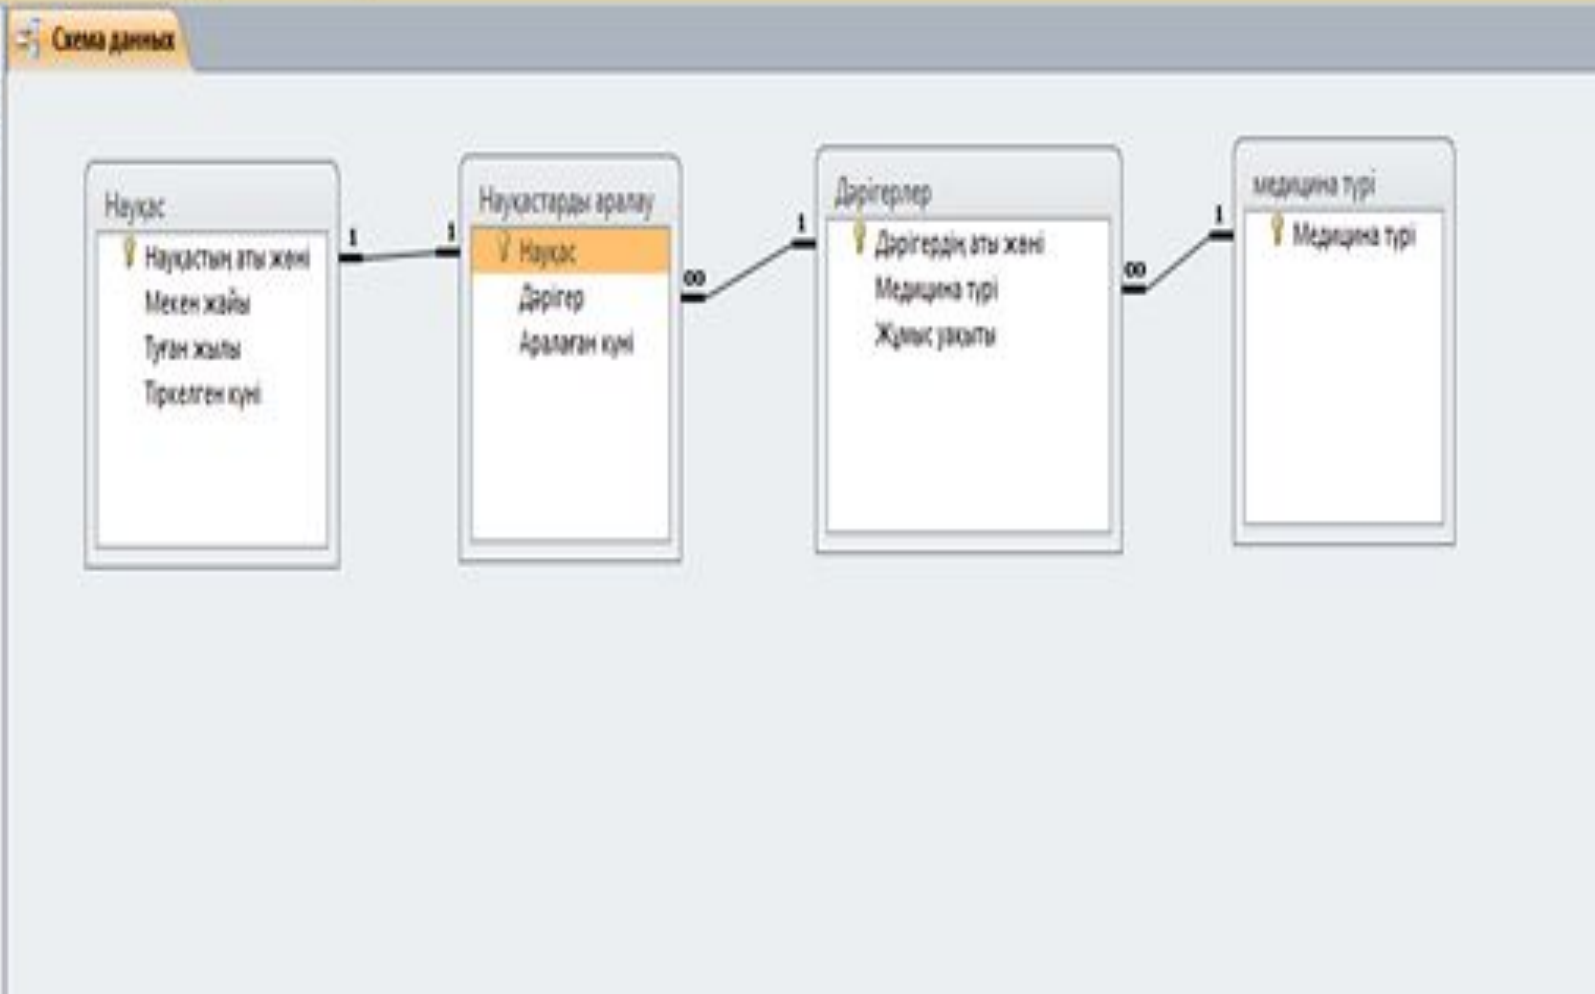 Схема данных
Науқас
Науқастың аты жөні
Мекен жайы
Туған жылы
Тіркелген күні
1
1
Науқастарды аралау
Науқас
Дәрігер
Аралаған күні
∞
1
Дәрігерлер
Дәрігердің аты жөні
Медицина түрі
Жұмыс уақыты
∞
1
медицина түрі
Медицина түрі